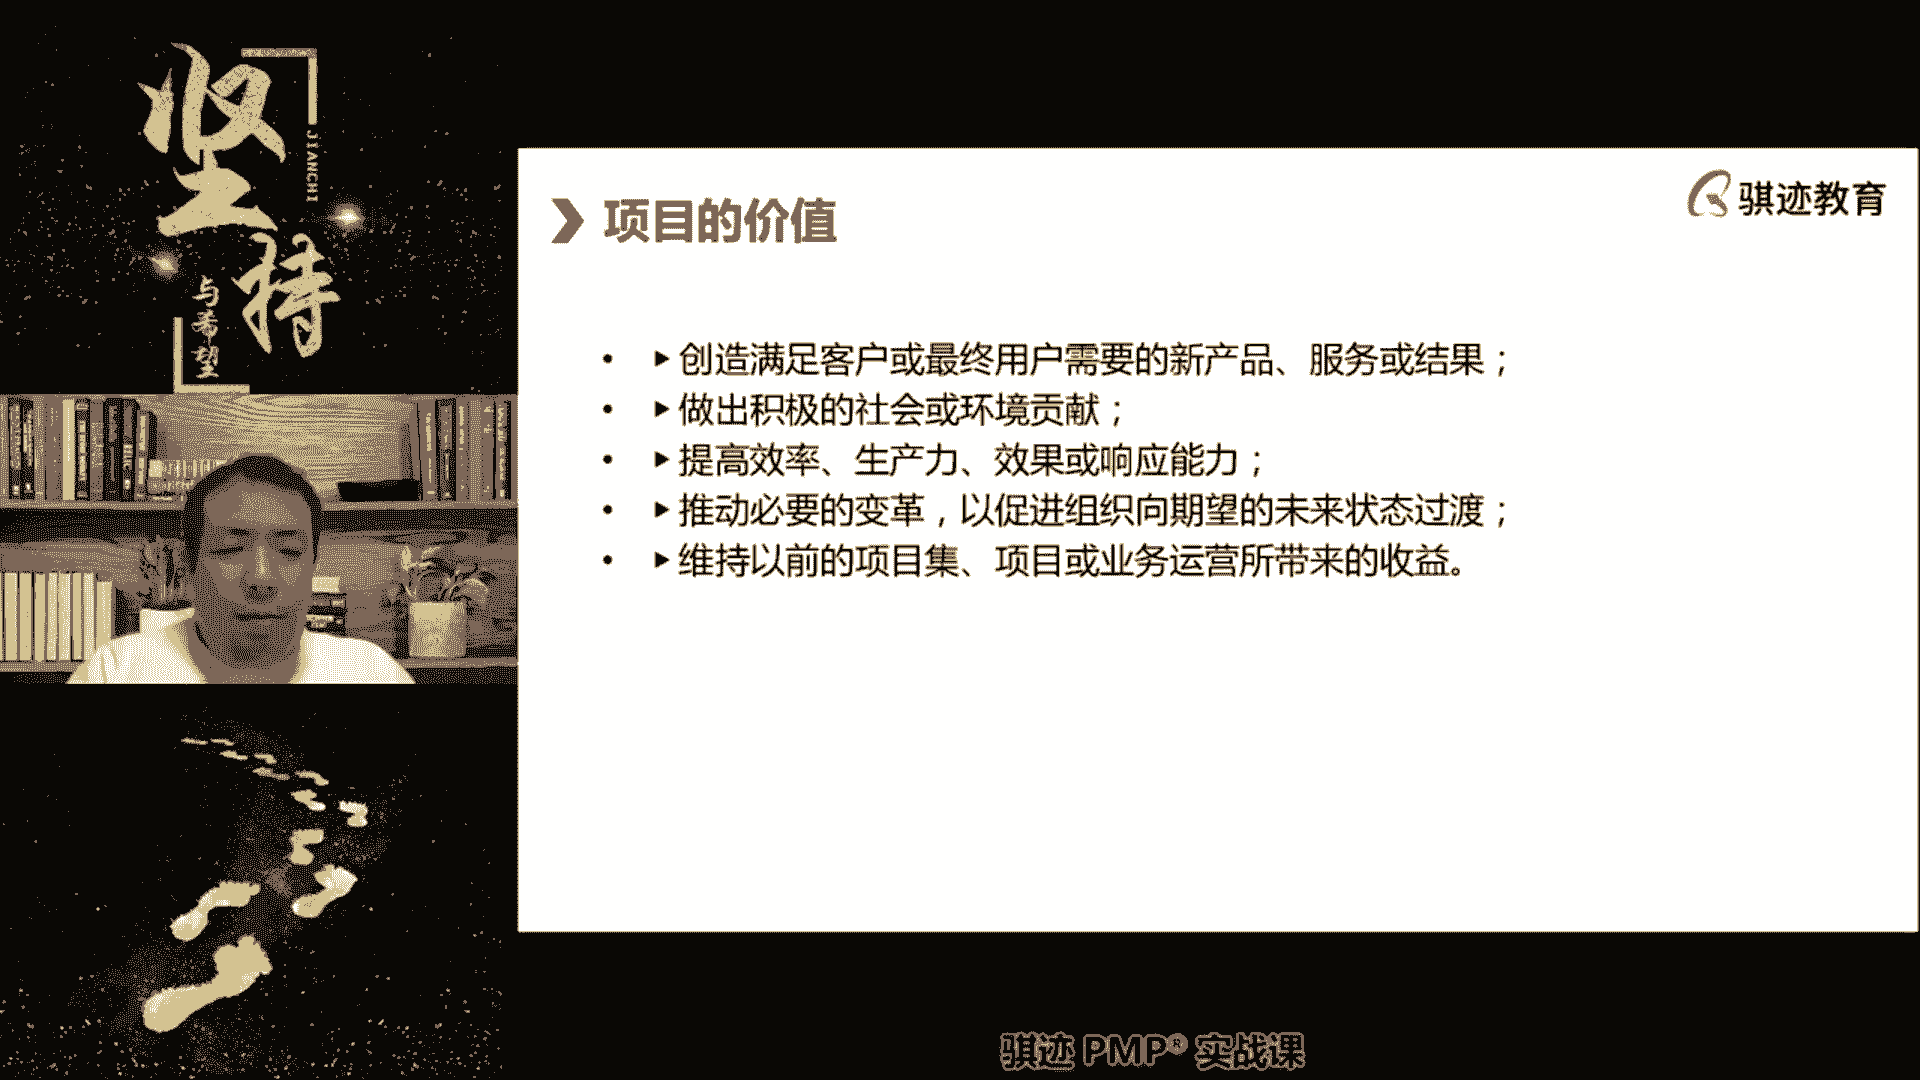 坚持
JIANCHI
与希望
骐迹教育
项目的价值
• ▶创造满足客户或最终用户需要的新产品、服务或结果；
• ▶做出积极的社会或环境贡献；
• ▶提高效率、生产力、效果或响应能力；
• ▶推动必要的变革，以促进组织向期望的未来状态过渡；
• ▶维持以前的项目集、项目或业务运营所带来的收益。
骐迹 PMP® 实战课